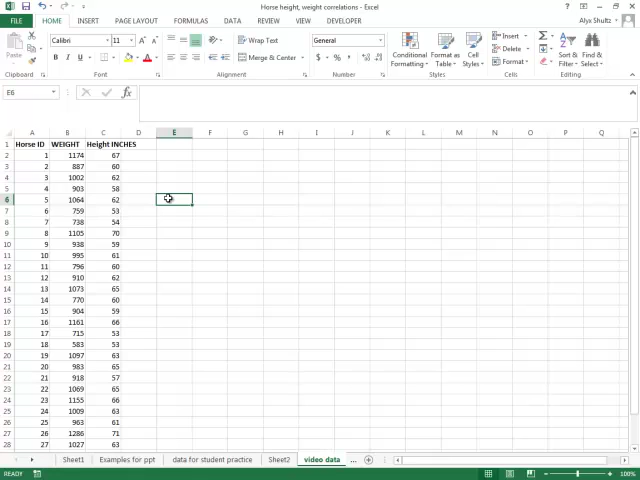 Horse height, weight correlations - Excel
Alys Shultz
FILE HOME INSERT PAGE LAYOUT FORMULAS DATA REVIEW VIEW DEVELOPER
Calibri 11 Wrap Text General Insert
Paste B I U Merge & Center $ % Conditional Formatting Format as Table Cell Styles Delete Format Sort & Filter Find & Select
Clipboard Font Alignment Number Styles Cells Editing
E6 fx
A B C D E F G H I J K L M N O P Q
1 Horse ID WEIGHT Height INCHES
2 1 1174 67
3 2 887 60
4 3 1002 62
5 4 903 58
6 5 1064 62
7 6 759 53
8 7 738 54
9 8 1105 70
10 9 938 59
11 10 995 61
12 11 796 60
13 12 910 62
14 13 1073 65
15 14 770 60
16 15 904 59
17 16 1161 66
18 17 715 53
19 18 583 53
20 19 1097 63
21 20 983 65
22 21 918 57
23 22 1069 65
24 23 1155 66
25 24 1009 63
26 25 963 61
27 26 1286 71
28 27 1027 63
Sheet1 Examples for ppt data for student practice Sheet2 video data ...
READY 100%